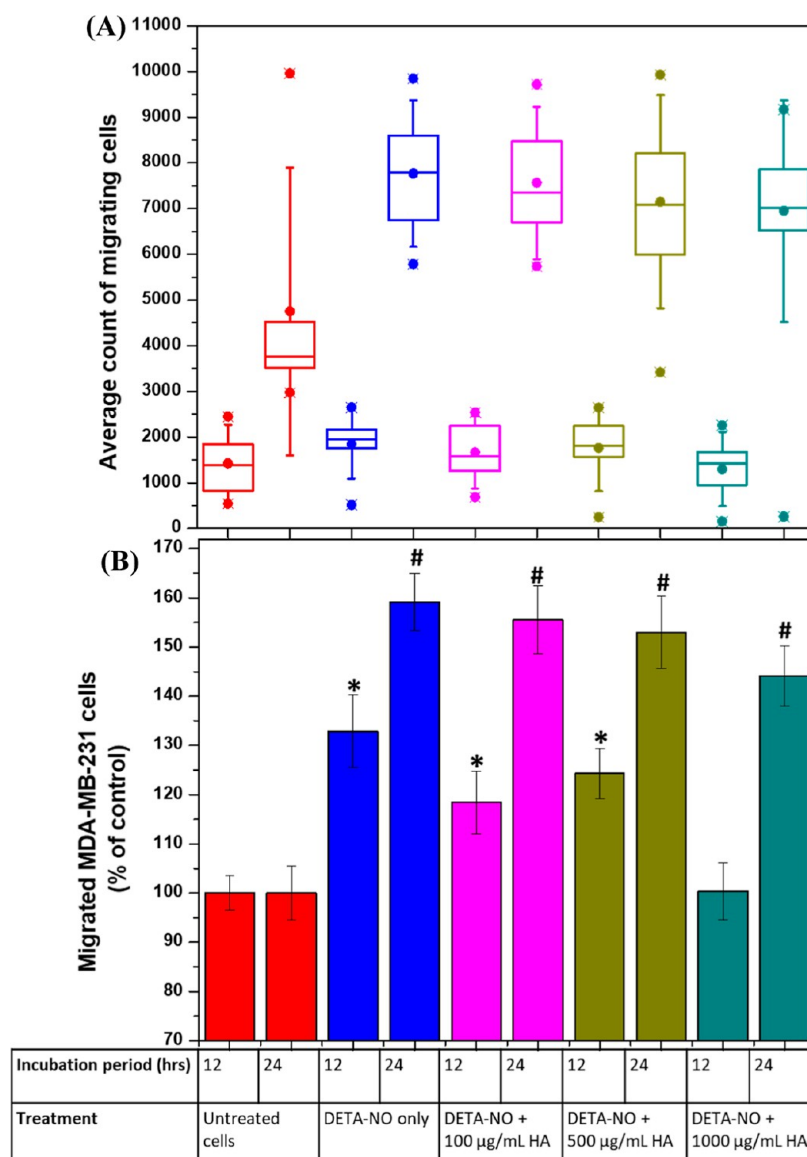 (A)
11000
10000
9000
8000
7000
6000
5000
4000
3000
2000
1000
0
Average count of migrating cells
(B)
170
160
150
140
130
120
110
100
90
80
70
Migrated MDA-MB-231 cells
(% of control)
* # * # * # #
Incubation period (hrs) 12 24 12 24 12 24 12 24 12 24
Treatment
Untreated
cells
DETA-NO only
DETA-NO +
100 µg/mL HA
DETA-NO +
500 µg/mL HA
DETA-NO +
1000 µg/mL HA